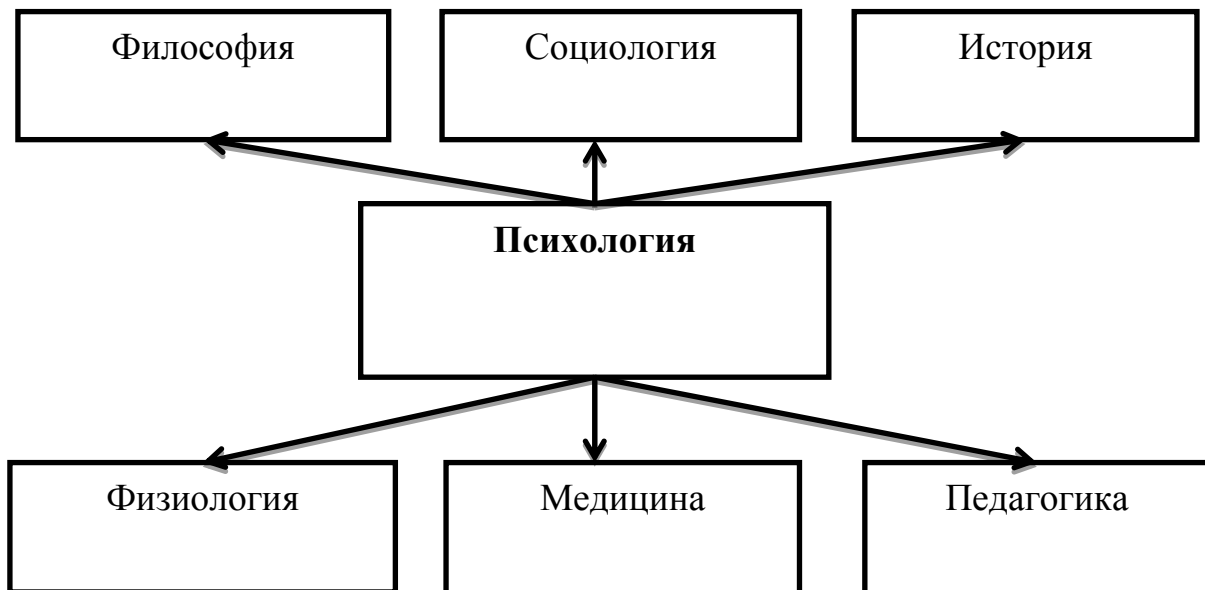 Философия
Социология
История
Психология
Физиология
Медицина
Педагогика